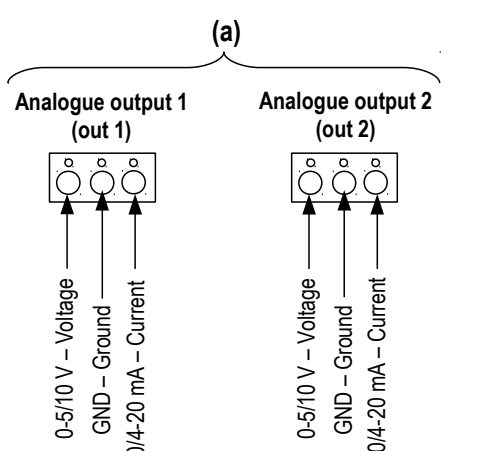 (a)
Analogue output 1
(out 1)
Analogue output 2
(out 2)
0-5/10 V – Voltage
GND – Ground
0/4-20 mA – Current
0-5/10 V – Voltage
GND – Ground
0/4-20 mA – Current